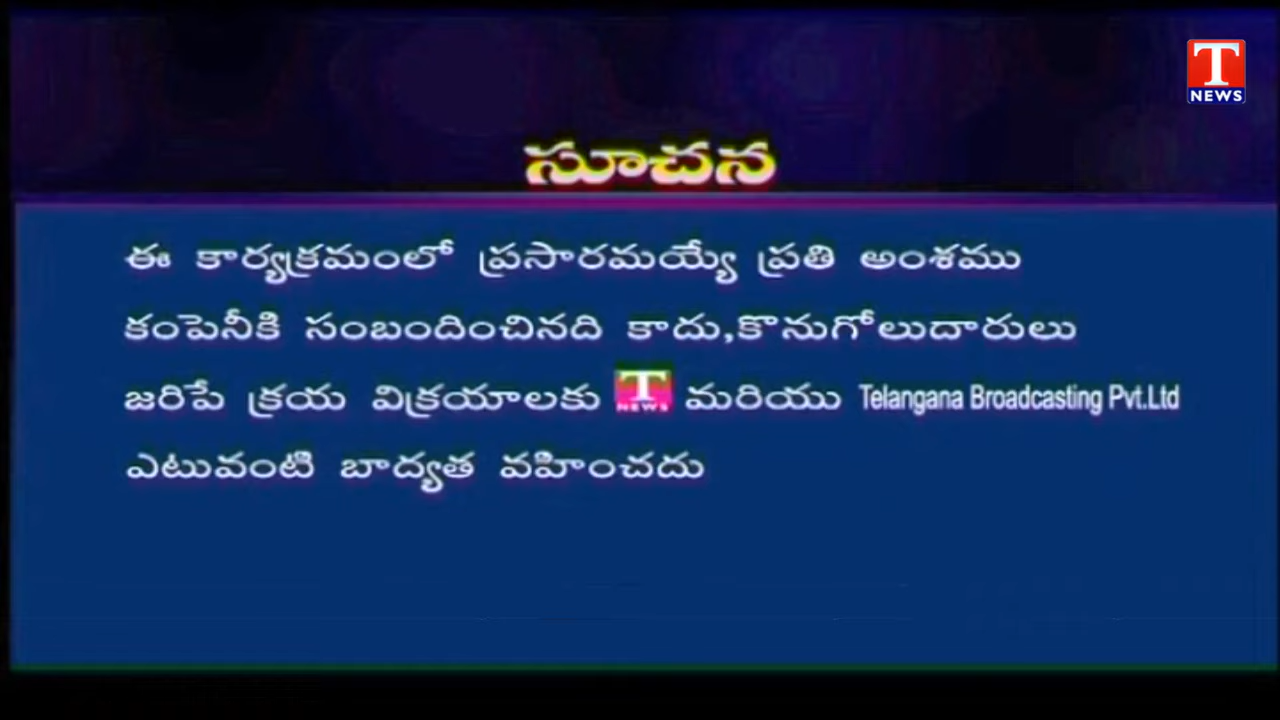 T
NEWS
సూచన
ఈ కార్యక్రమంలో ప్రసారమయ్యే ప్రతి అంశము
కంపెనీకి సంబందించినది కాదు,కొనుగోలుదారులు
జరిపే క్రయ విక్రయాలకు T NEWS మరియు Telangana Broadcasting Pvt.Ltd
ఎటువంటి బాద్యత వహించదు